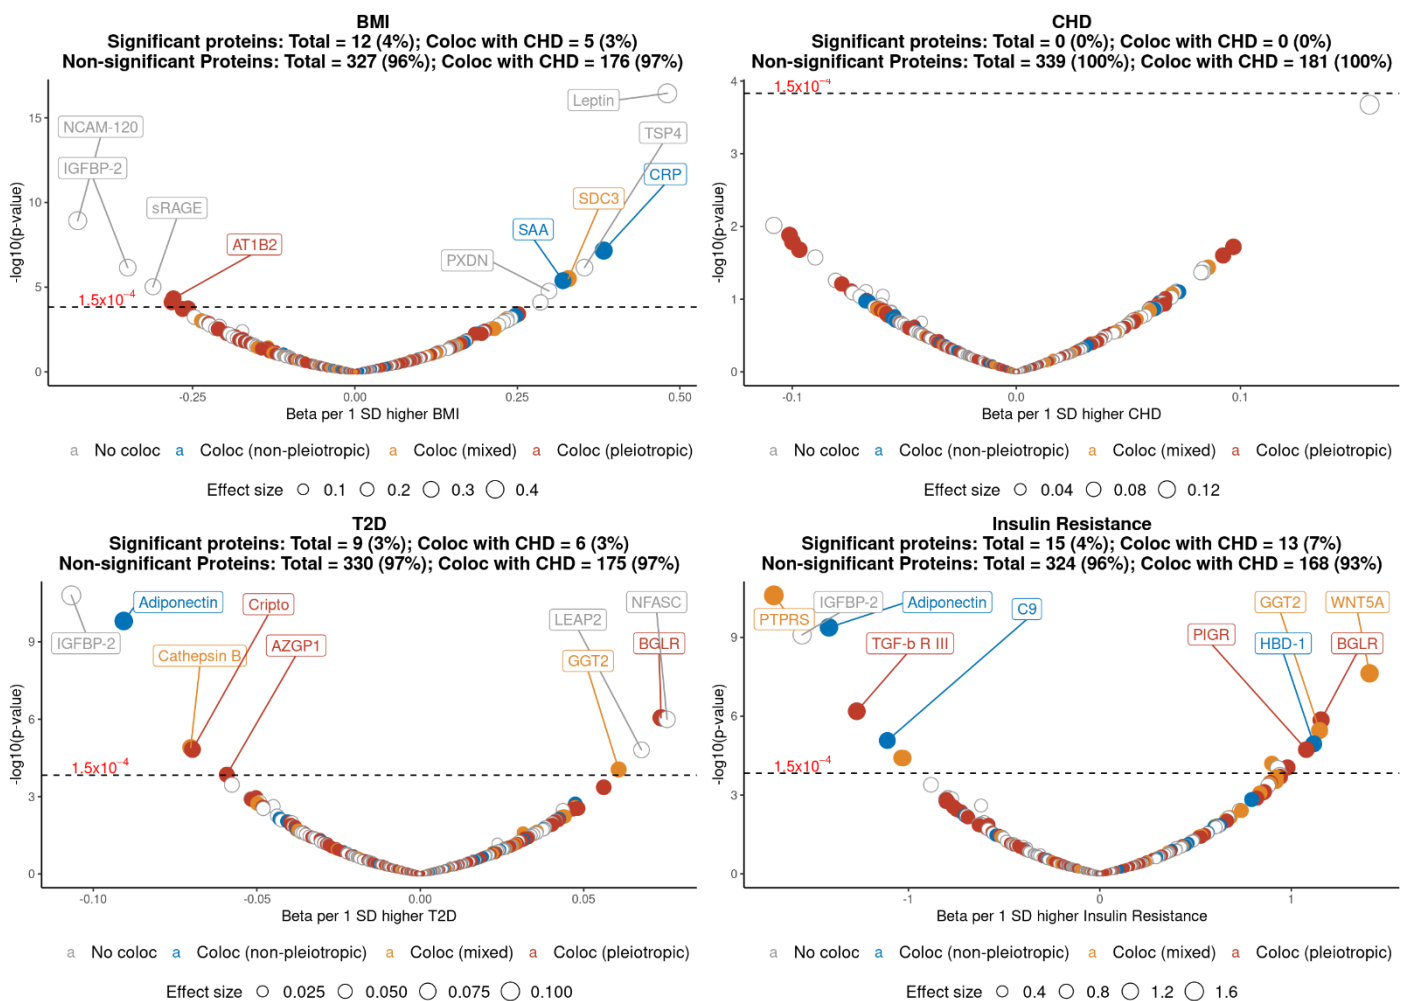 BMI
Significant proteins: Total = 12 (4%); Coloc with CHD = 5 (3%)
Non-significant Proteins: Total = 327 (96%); Coloc with CHD = 176 (97%)
Leptin
NCAM-120
TSP4
IGFBP-2
CRP
sRAGE
SDC3
AT1B2
SAA
PXDN
1.5x10⁻⁴
15
10
5
0
-log10(p-value)
-0.25
0.00
0.25
0.50
Beta per 1 SD higher BMI
a No coloc a Coloc (non-pleiotropic) a Coloc (mixed) a Coloc (pleiotropic)
Effect size 0.1 0.2 0.3 0.4
CHD
Significant proteins: Total = 0 (0%); Coloc with CHD = 0 (0%)
Non-significant Proteins: Total = 339 (100%); Coloc with CHD = 181 (100%)
1.5x10⁻⁴
4
3
2
1
0
-log10(p-value)
-0.1
0.0
0.1
Beta per 1 SD higher CHD
a No coloc a Coloc (non-pleiotropic) a Coloc (mixed) a Coloc (pleiotropic)
Effect size 0.04 0.08 0.12
T2D
Significant proteins: Total = 9 (3%); Coloc with CHD = 6 (3%)
Non-significant Proteins: Total = 330 (97%); Coloc with CHD = 175 (97%)
Adiponectin
Cripto
NFASC
LEAP2
IGFBP-2
AZGP1
BGLR
Cathepsin B
GGT2
1.5x10⁻⁴
9
6
3
0
-log10(p-value)
-0.10
-0.05
0.00
0.05
Beta per 1 SD higher T2D
a No coloc a Coloc (non-pleiotropic) a Coloc (mixed) a Coloc (pleiotropic)
Effect size 0.025 0.050 0.075 0.100
Insulin Resistance
Significant proteins: Total = 15 (4%); Coloc with CHD = 13 (7%)
Non-significant Proteins: Total = 324 (96%); Coloc with CHD = 168 (93%)
IGFBP-2
Adiponectin
C9
GGT2
WNT5A
PTPRS
TGF-b R III
PIGR
HBD-1
BGLR
1.5x10⁻⁴
9
6
3
0
-log10(p-value)
-1
0
1
Beta per 1 SD higher Insulin Resistance
a No coloc a Coloc (non-pleiotropic) a Coloc (mixed) a Coloc (pleiotropic)
Effect size 0.4 0.8 1.2 1.6